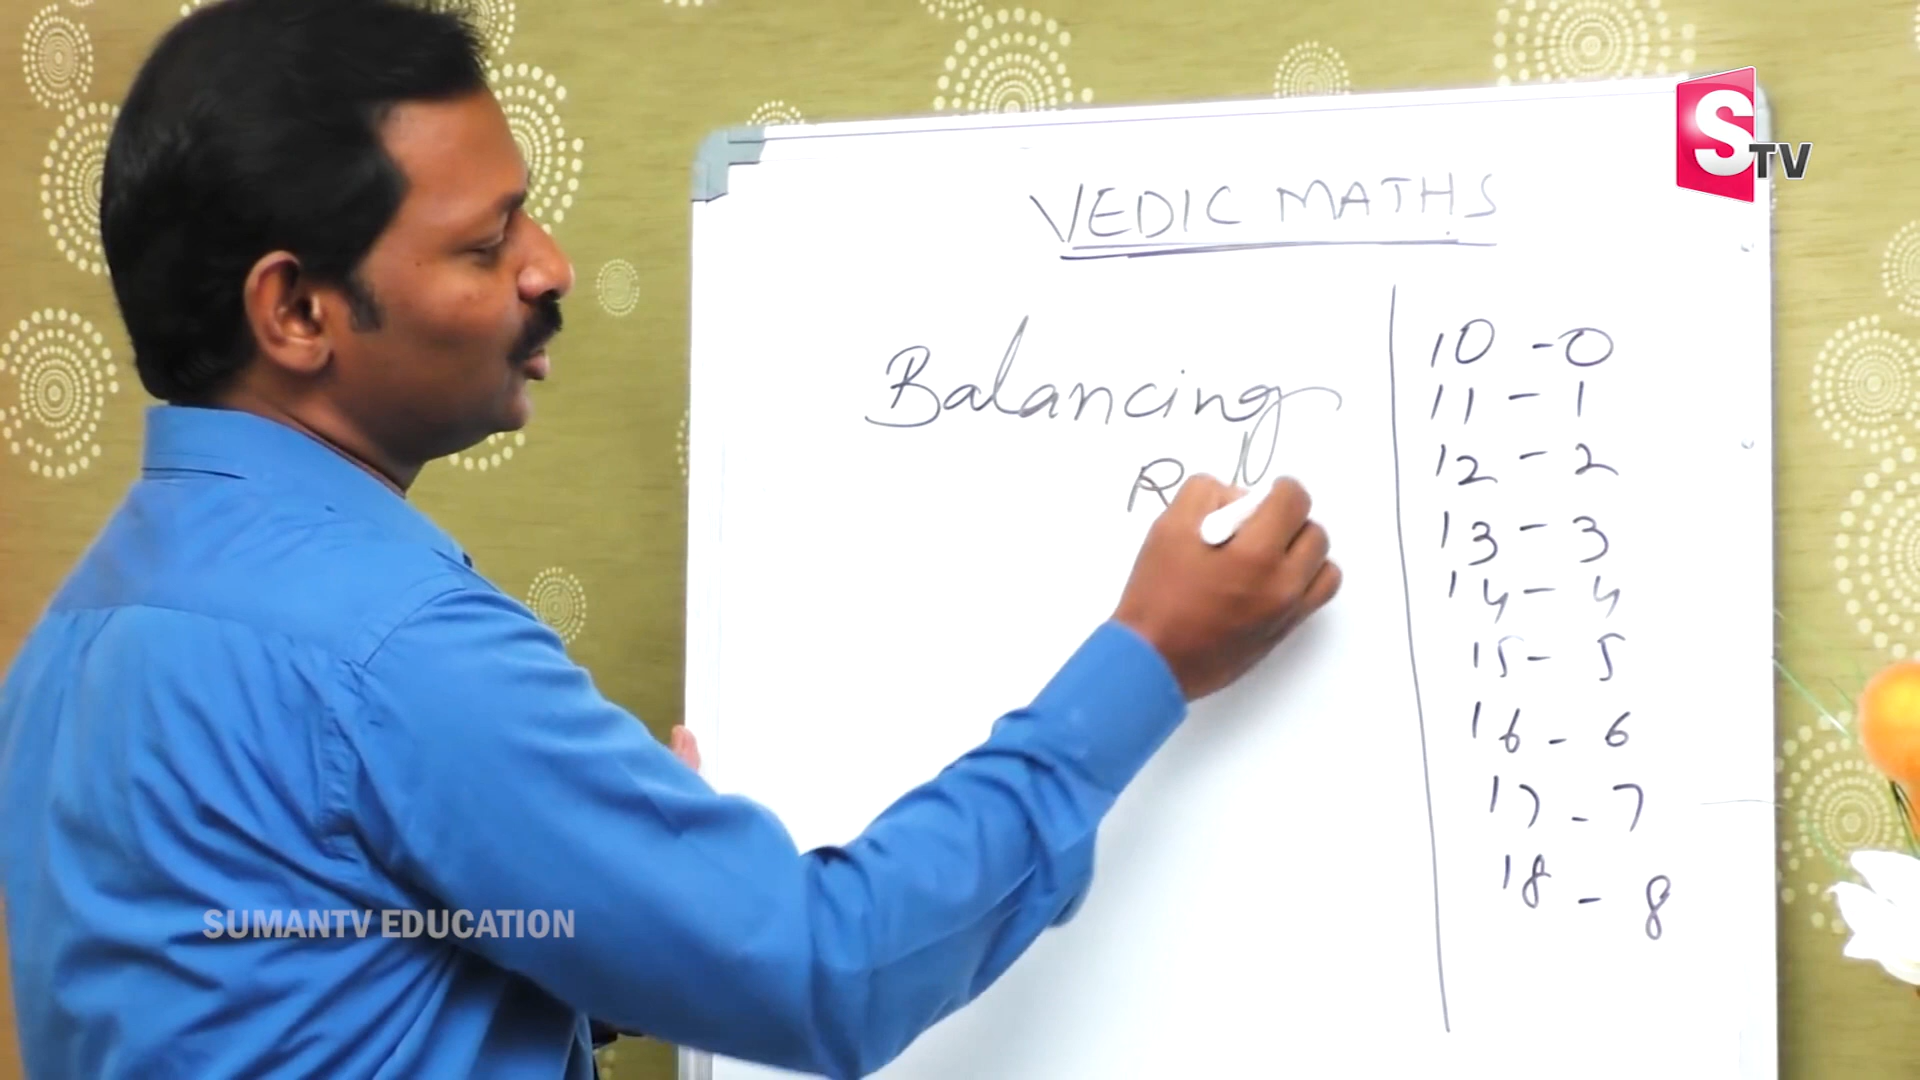 STV
VEDIC MATHS
Balancing
10 - 0
11 - 1
12 - 2
13 - 3
14 - 4
15 - 5
16 - 6
17 - 7
18 - 8
SUMANTV EDUCATION